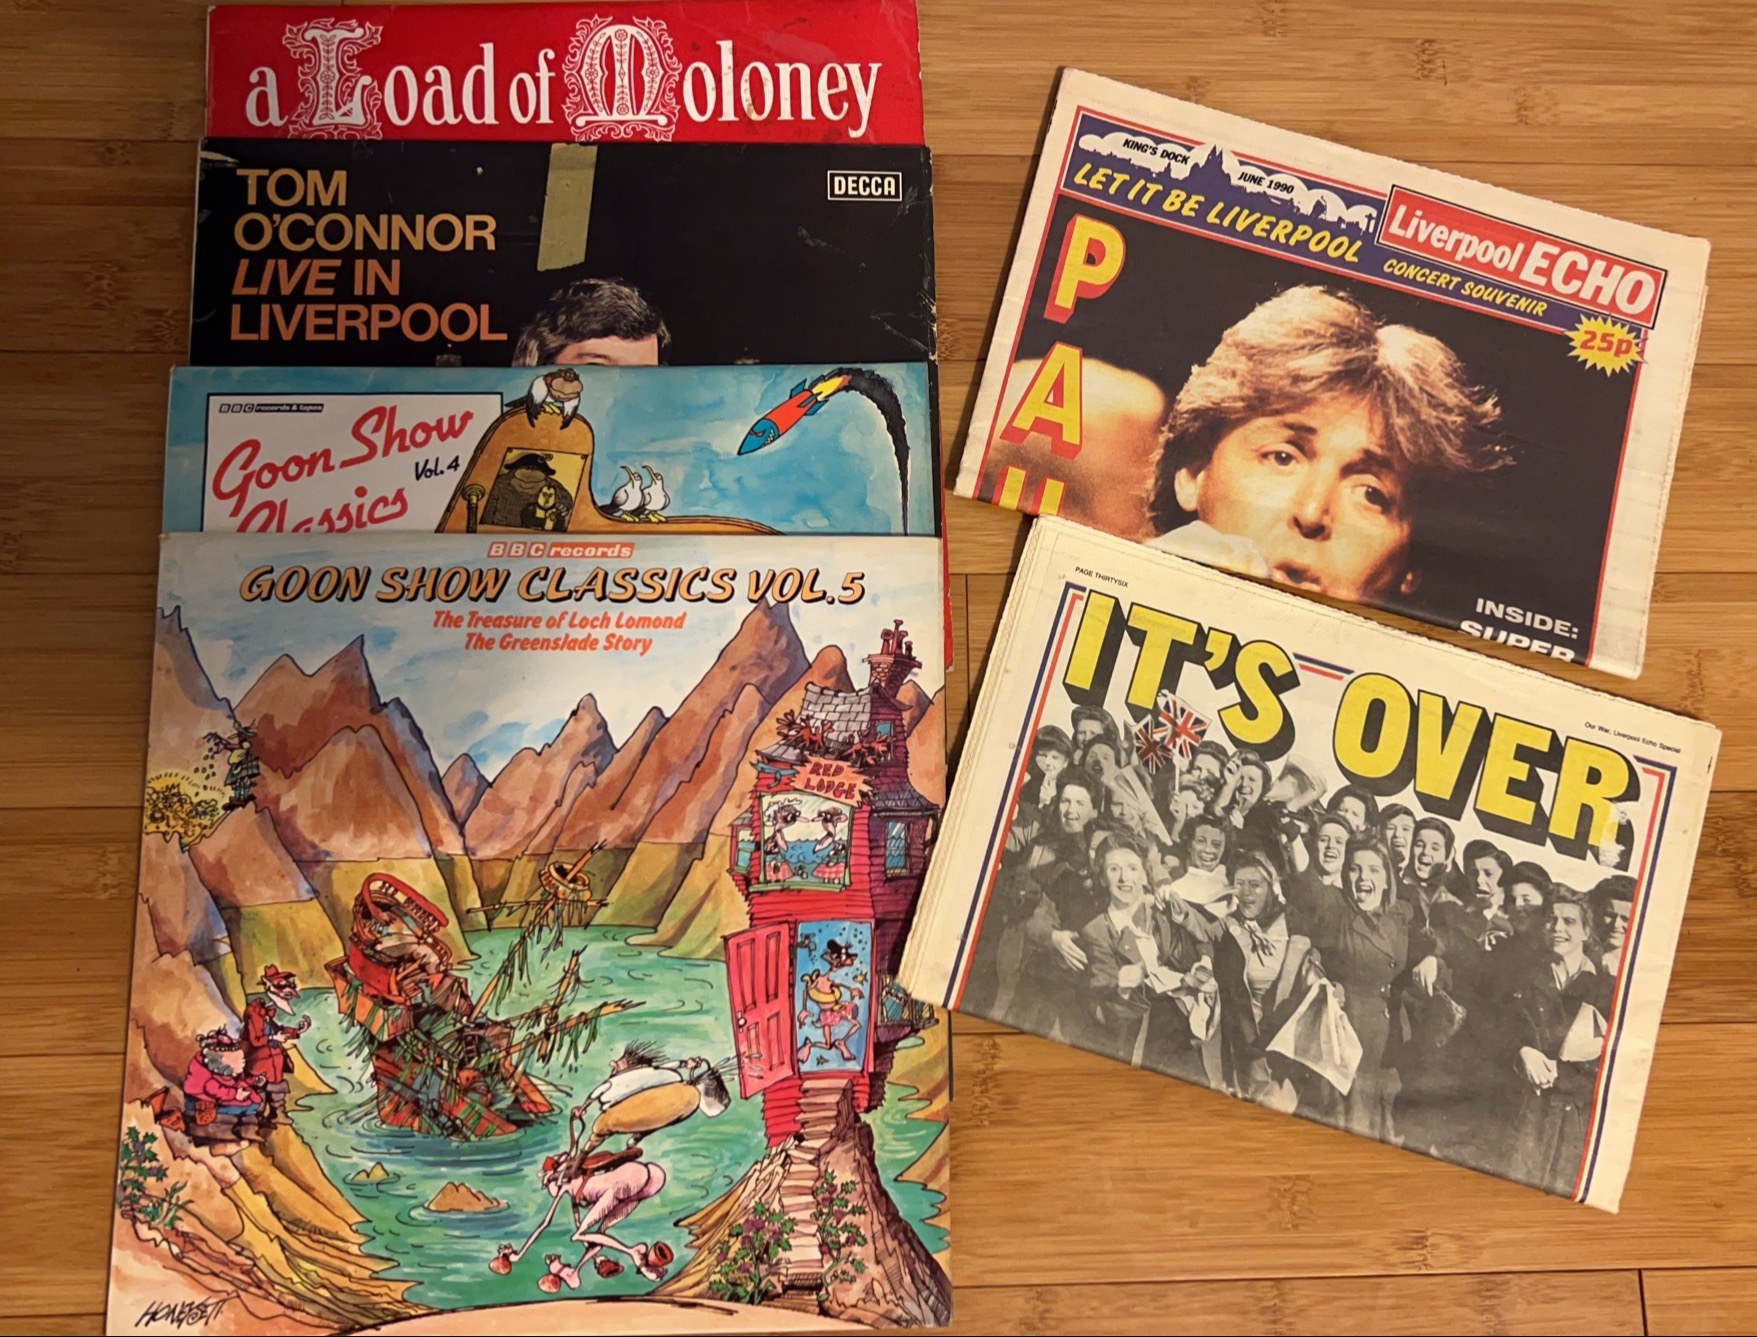 a Load of Moloney
TOM
O'CONNOR
LIVE IN
LIVERPOOL
DECCA
BBC records & tapes
Goon Show
Vol. 4
Classics
BBC records
GOON SHOW CLASSICS VOL.5
The Treasure of Loch Lomond
The Greenslade Story
RED
LODGE
HONEYSETT
KING'S DOCK
JUNE 1990
LET IT BE LIVERPOOL
Liverpool ECHO
CONCERT SOUVENIR
25p
PAU
INSIDE:
SUPER
PAGE THIRTYSIX
IT'S OVER
Our War, Liverpool Echo Special